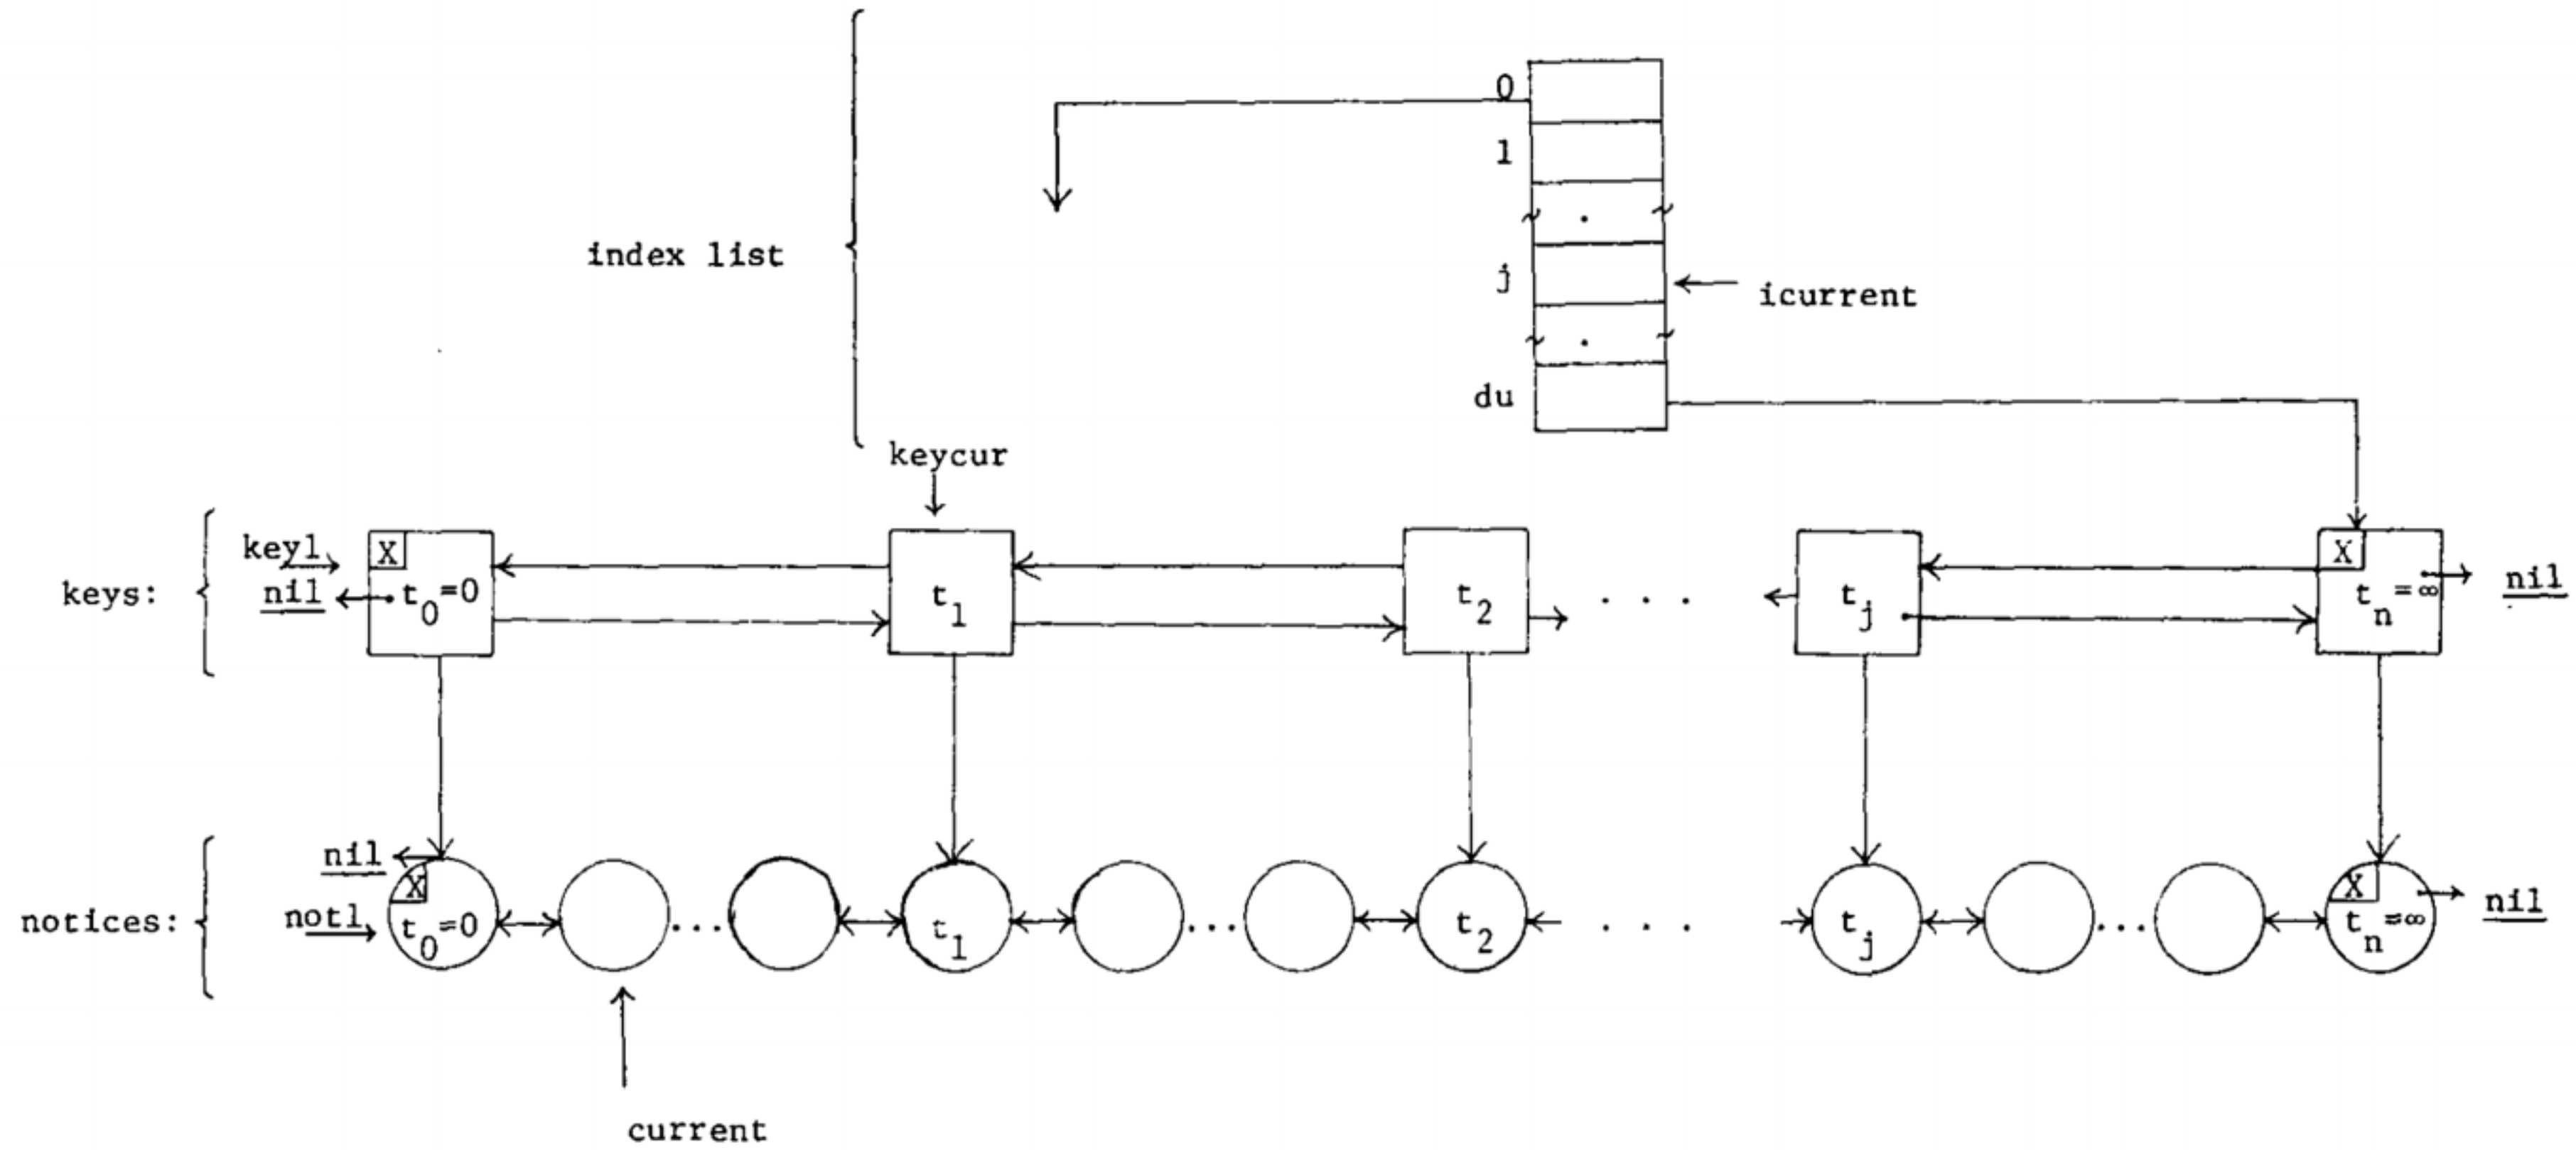 0
1
.
index list
j
← icurrent
.
du
keycur
keys:
key1
nil
X
t₀=0
t₁
t₂
. . .
tⱼ
X
tₙ=∞
nil
notices:
nil
notl
X
t₀=0
...
t₁
...
t₂
. . .
tⱼ
...
X
tₙ=∞
nil
current